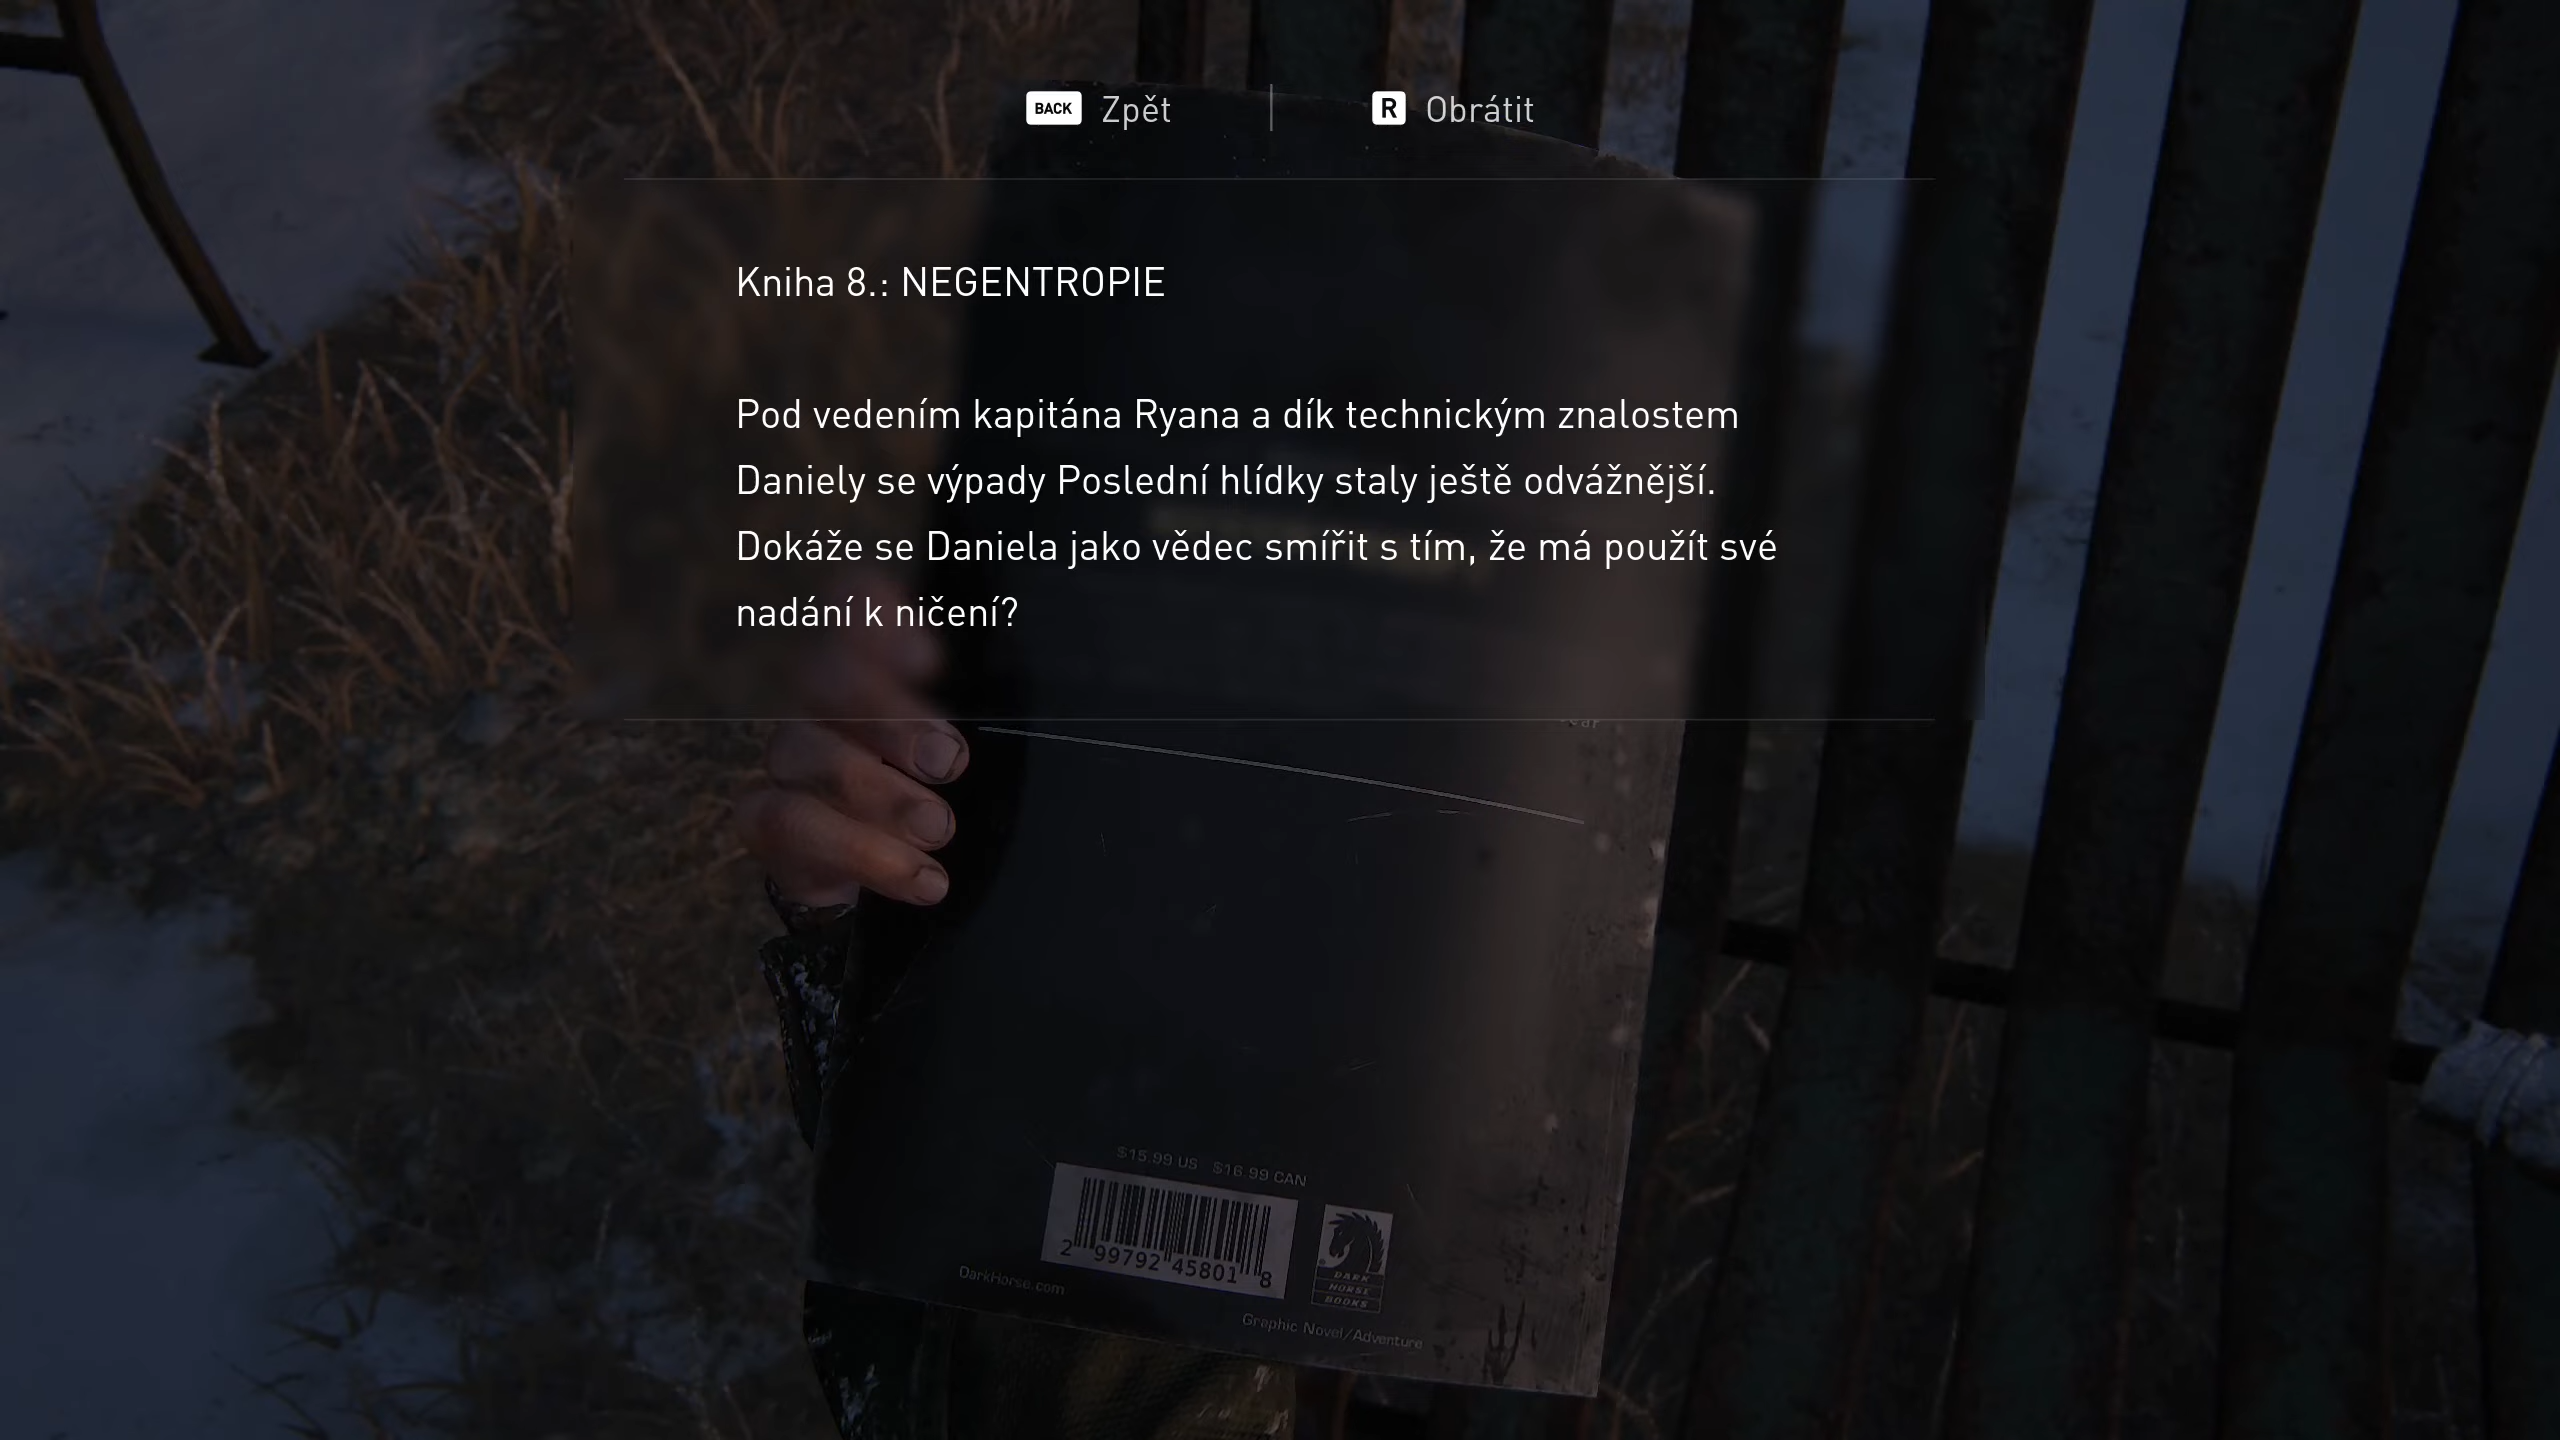 BACK Zpět R Obrátit
Kniha 8.: NEGENTROPIE
Pod vedením kapitána Ryana a dík technickým znalostem
Daniely se výpady Poslední hlídky staly ještě odvážnější.
Dokáže se Daniela jako vědec smířit s tím, že má použít své
nadání k ničení?
$15.99 US $16.99 CAN
2 99792 45801 8
DARK
HORSE
BOOKS
DarkHorse.com
Graphic Novel/Adventure